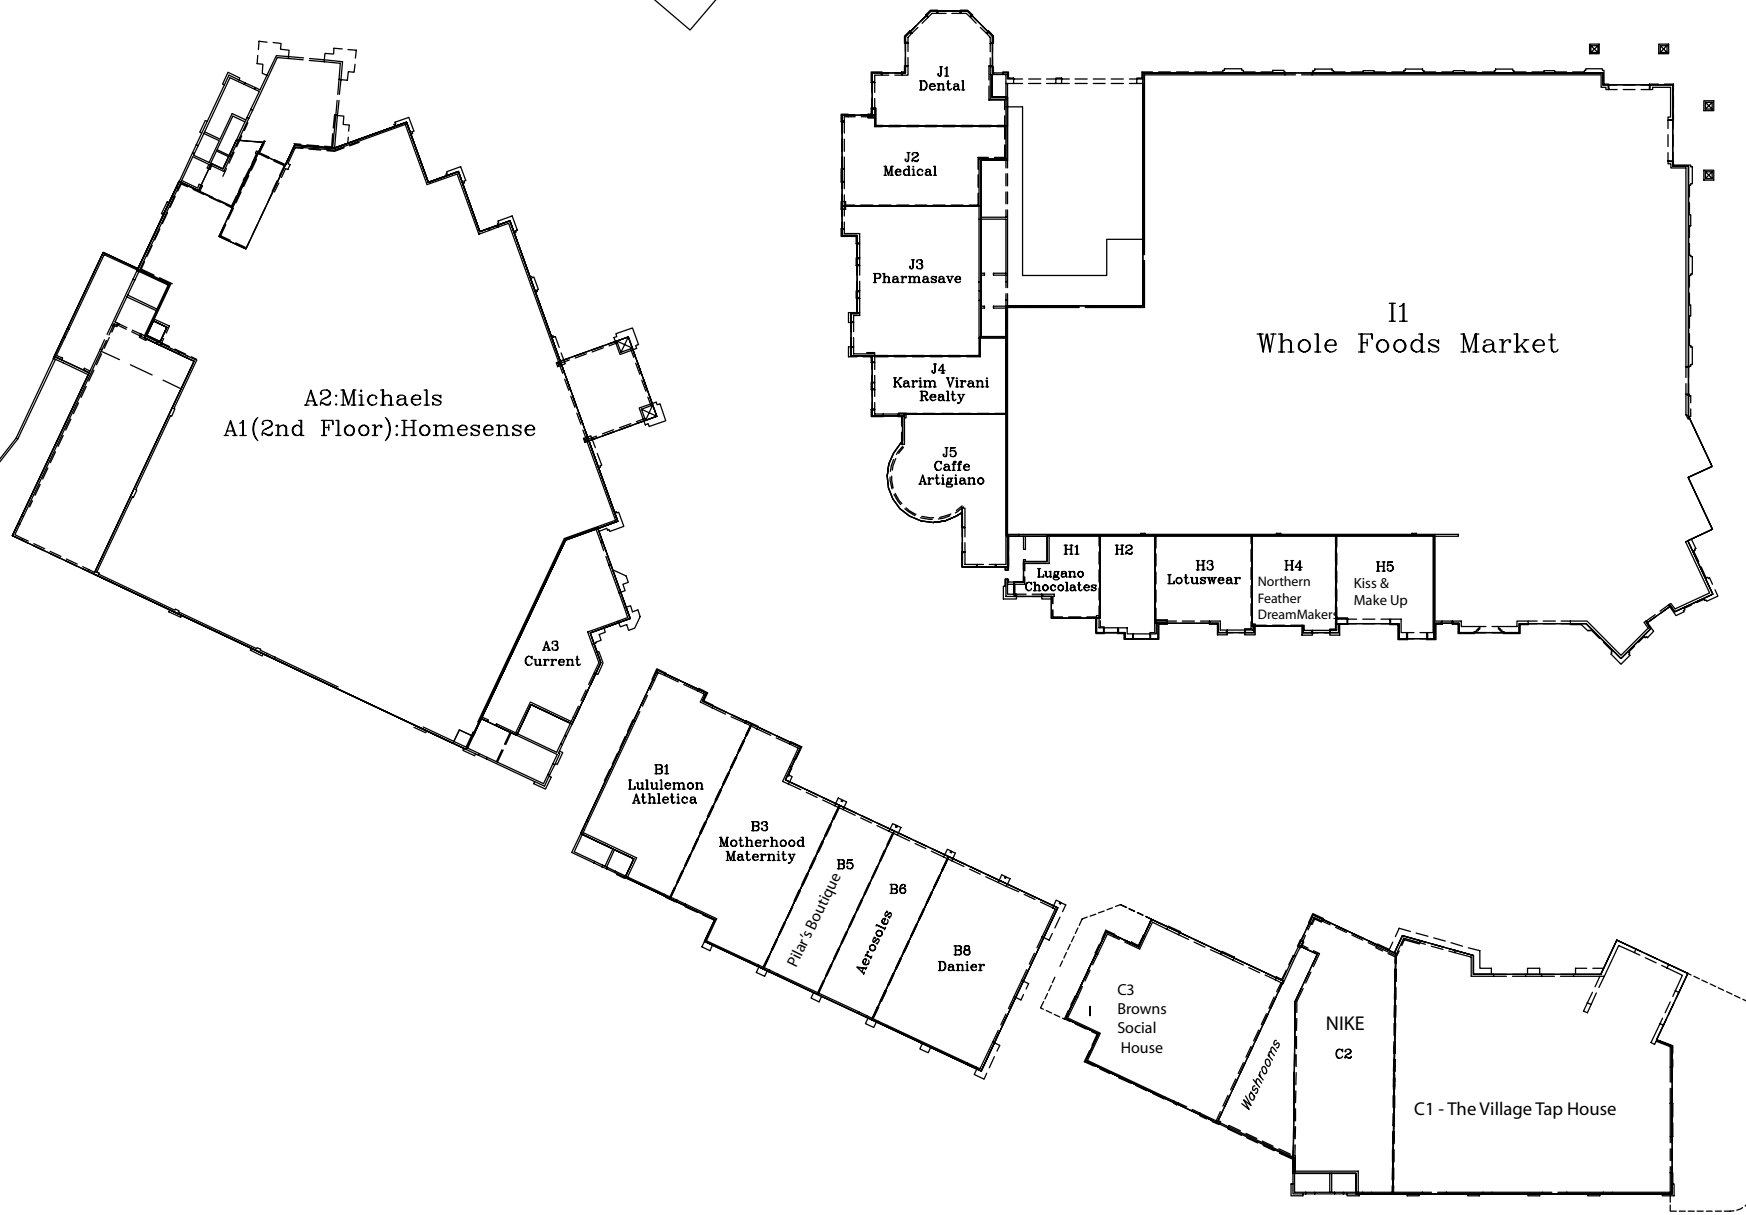 J1
Dental
J2
Medical
J3
Pharmasave
J4
Karim Virani
Realty
J5
Caffe
Artigiano
I1
Whole Foods Market
A2:Michaels
A1(2nd Floor):Homesense
H1
Lugano
Chocolates
H2
H3
Lotuswear
H4
Northern
Feather
DreamMakers
H5
Kiss &
Make Up
A3
Current
B1
Lululemon
Athletica
B3
Motherhood
Maternity
B5
Pilar's Boutique
B6
Aerosoles
B8
Danier
C3
Browns
Social
House
Washrooms
NIKE
C2
C1 - The Village Tap House